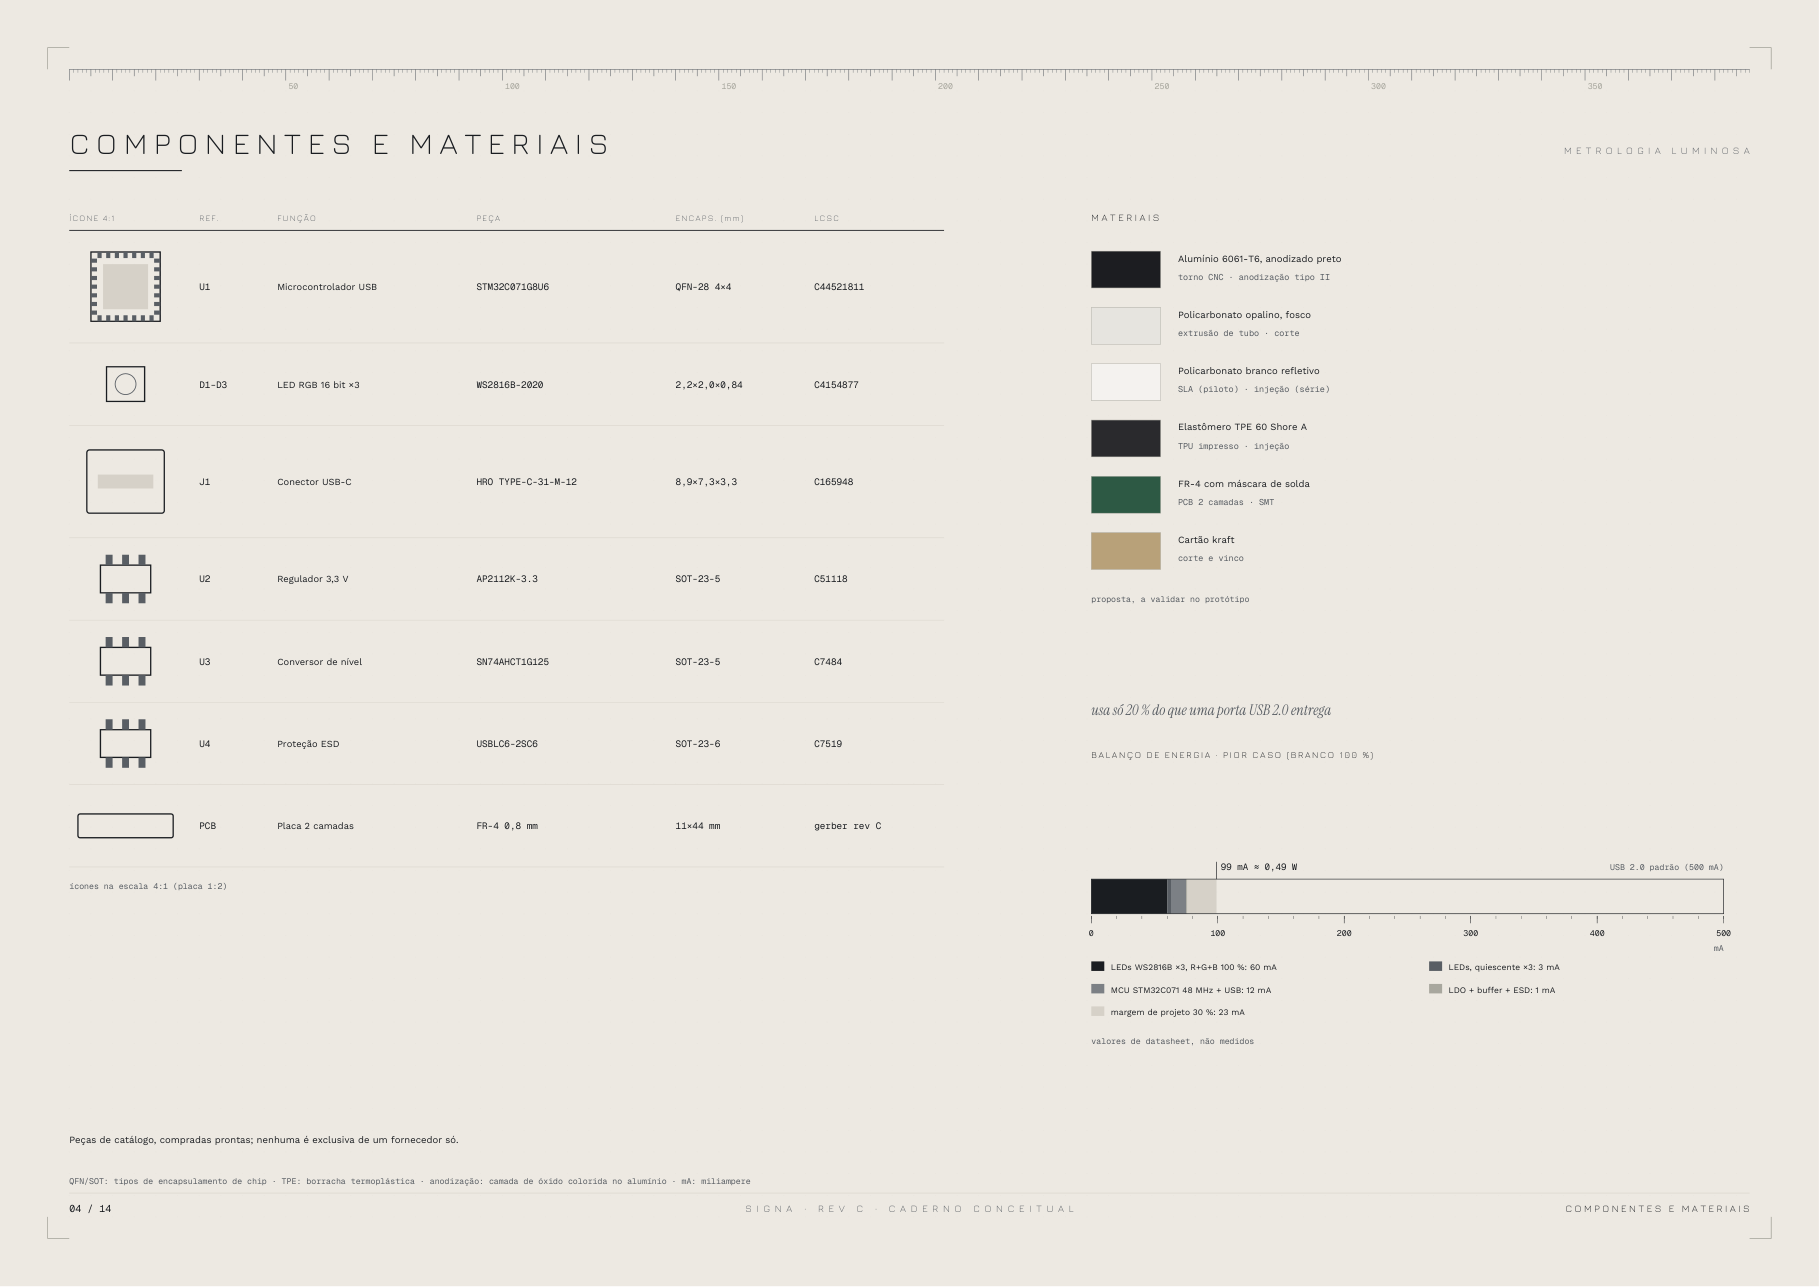 50 100 150 200 250 300 350
COMPONENTES E MATERIAIS
METROLOGIA LUMINOSA
ÍCONE 4:1 REF. FUNÇÃO PEÇA ENCAPS. (mm) LCSC
U1 Microcontrolador USB STM32C071G8U6 QFN-28 4×4 C44521811
D1–D3 LED RGB 16 bit ×3 WS2816B-2020 2,2×2,0×0,84 C4154877
J1 Conector USB-C HRO TYPE-C-31-M-12 8,9×7,3×3,3 C165948
U2 Regulador 3,3 V AP2112K-3.3 SOT-23-5 C51118
U3 Conversor de nível SN74AHCT1G125 SOT-23-5 C7484
U4 Proteção ESD USBLC6-2SC6 SOT-23-6 C7519
PCB Placa 2 camadas FR-4 0,8 mm 11×44 mm gerber rev C
ícones na escala 4:1 (placa 1:2)
MATERIAIS
Alumínio 6061-T6, anodizado preto
torno CNC · anodização tipo II
Policarbonato opalino, fosco
extrusão de tubo · corte
Policarbonato branco refletivo
SLA (piloto) · injeção (série)
Elastômero TPE 60 Shore A
TPU impresso · injeção
FR-4 com máscara de solda
PCB 2 camadas · SMT
Cartão kraft
corte e vinco
proposta, a validar no protótipo
usa só 20 % do que uma porta USB 2.0 entrega
BALANÇO DE ENERGIA · PIOR CASO (BRANCO 100 %)
99 mA ≈ 0,49 W
USB 2.0 padrão (500 mA)
0 100 200 300 400 500
mA
LEDs WS2816B ×3, R+G+B 100 %: 60 mA
LEDs, quiescente ×3: 3 mA
MCU STM32C071 48 MHz + USB: 12 mA
LDO + buffer + ESD: 1 mA
margem de projeto 30 %: 23 mA
valores de datasheet, não medidos
Peças de catálogo, compradas prontas; nenhuma é exclusiva de um fornecedor só.
QFN/SOT: tipos de encapsulamento de chip · TPE: borracha termoplástica · anodização: camada de óxido colorida no alumínio · mA: miliampere
04 / 14
SIGNA · REV C · CADERNO CONCEITUAL
COMPONENTES E MATERIAIS